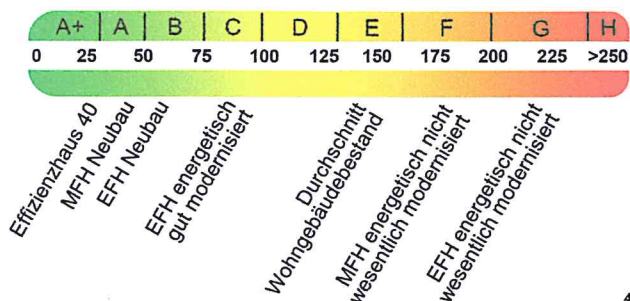 A+ A B C D E F G H
0 25 50 75 100 125 150 175 200 225 >250
Effizienzhaus 40
MFH Neubau
EFH Neubau
EFH energetisch
gut modernisiert
Durchschnitt
Wohngebäudebestand
MFH energetisch nicht
wesentlich modernisiert
EFH energetisch nicht
wesentlich modernisiert